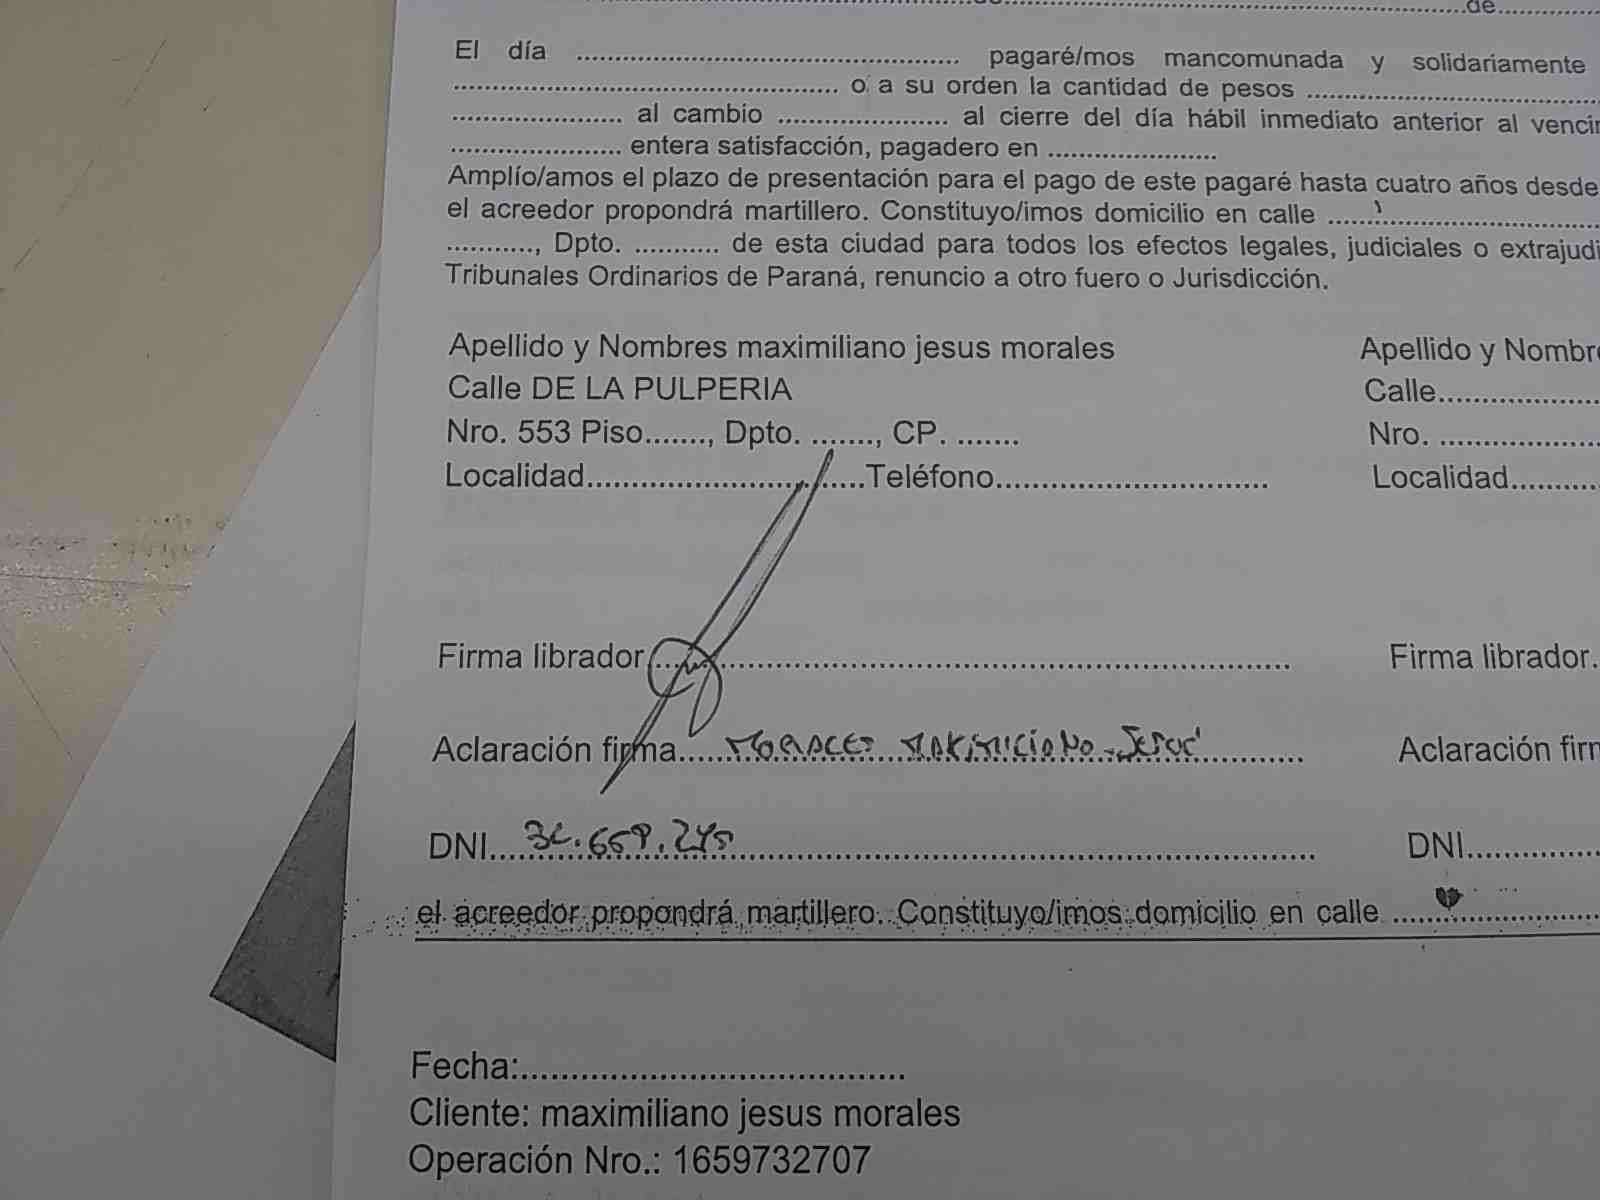 de
El día ........................................... pagaré/mos mancomunada y solidariamente
........................................... o a su orden la cantidad de pesos ...........................
................... al cambio ................... al cierre del día hábil inmediato anterior al vencim
................... entera satisfacción, pagadero en ...................
Amplío/amos el plazo de presentación para el pago de este pagaré hasta cuatro años desde
el acreedor propondrá martillero. Constituyo/imos domicilio en calle ...........................
.........., Dpto. .......... de esta ciudad para todos los efectos legales, judiciales o extrajudi
Tribunales Ordinarios de Paraná, renuncio a otro fuero o Jurisdicción.
Apellido y Nombres maximiliano jesus morales
Calle DE LA PULPERIA
Nro. 553 Piso......., Dpto. ......., CP. .......
Localidad...............................Teléfono..............................
Firma librador..............................................................
Aclaración firma.... MORALES MAXIMILIANO JESUS
DNI....
el acreedor propondrá martillero. Constituyo/imos domicilio en calle ...........................
Apellido y Nombre
Calle...................
Nro. ...................
Localidad..........
Firma librador.
Aclaración firm
DNI...............
Fecha:...........................................
Cliente: maximiliano jesus morales
Operación Nro.: 1659732707